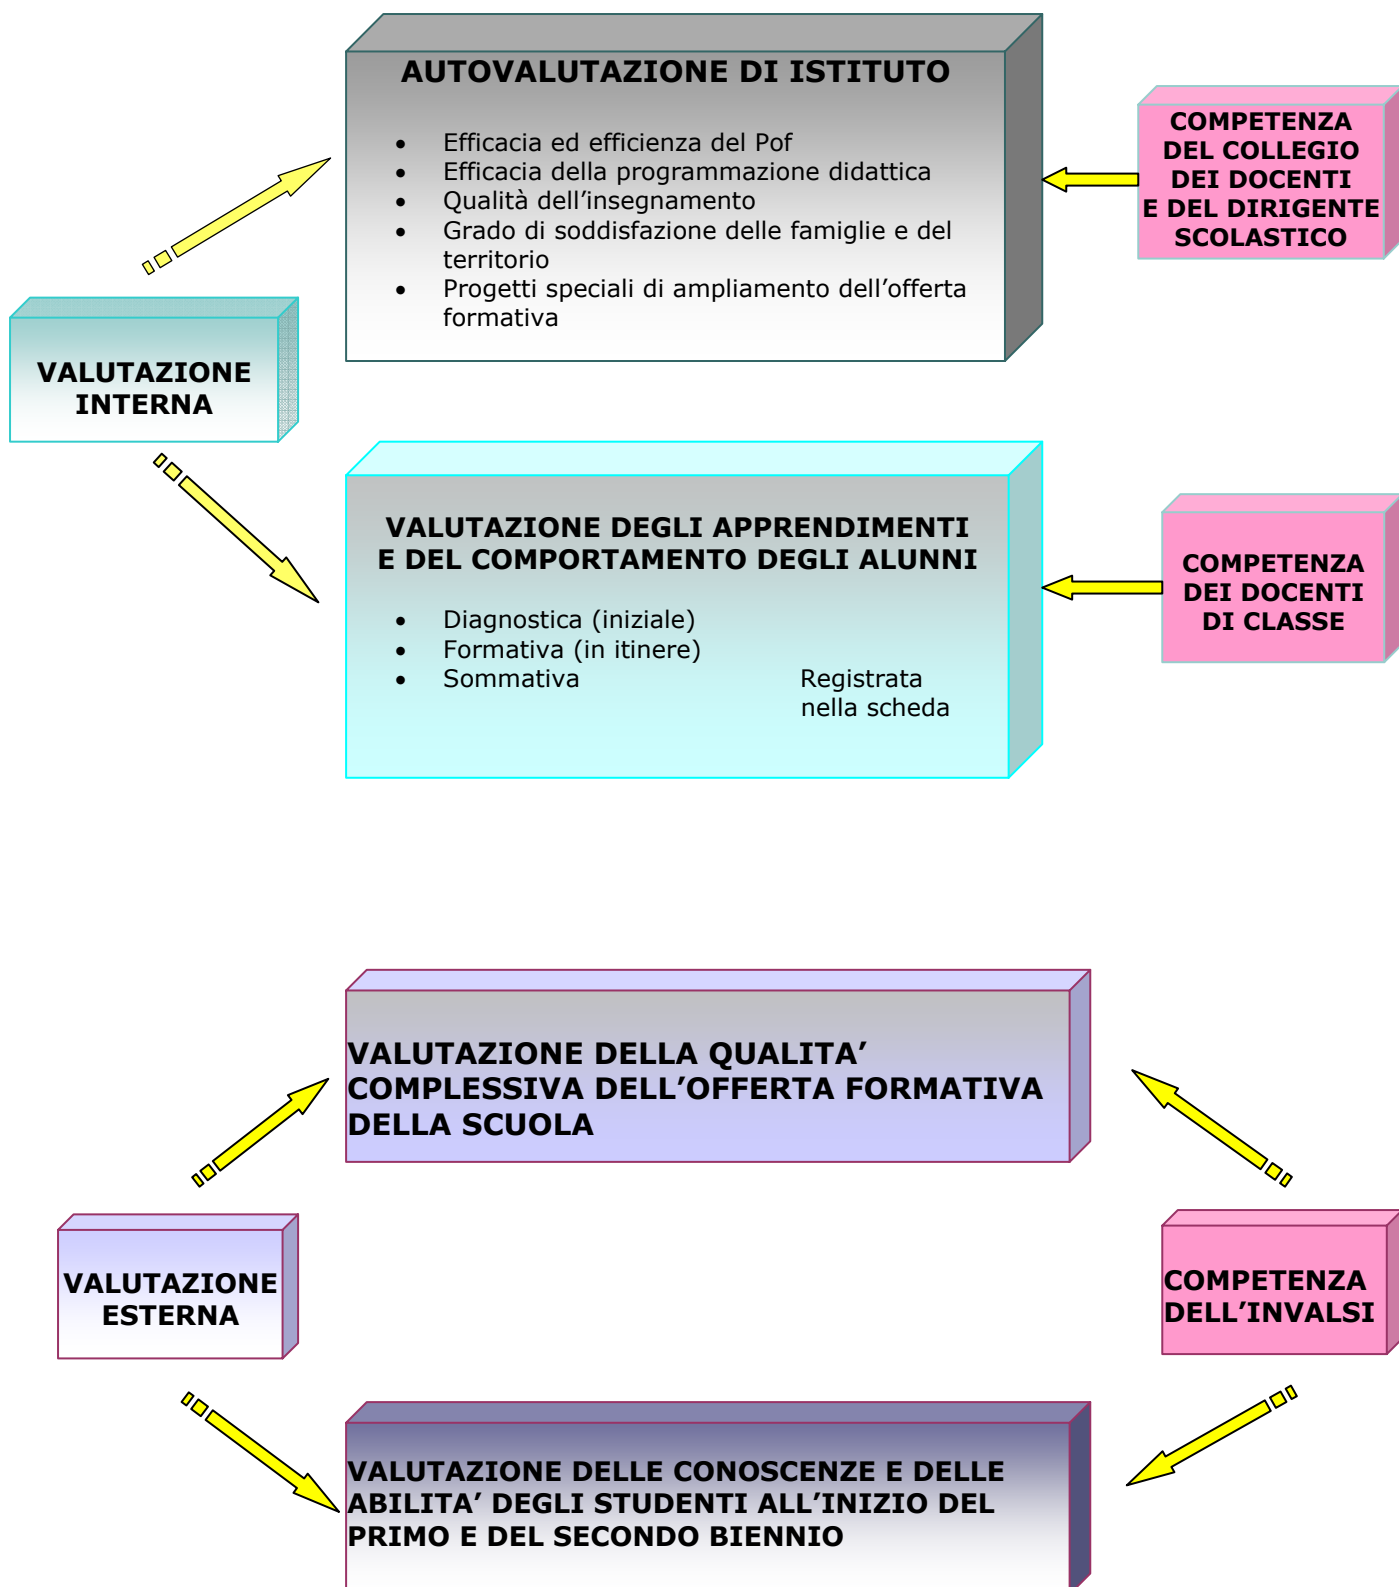 AUTOVALUTAZIONE DI ISTITUTO
• Efficacia ed efficienza del Pof
• Efficacia della programmazione didattica
• Qualità dell’insegnamento
• Grado di soddisfazione delle famiglie e del
territorio
• Progetti speciali di ampliamento dell’offerta
formativa
COMPETENZA
DEL COLLEGIO
DEI DOCENTI
E DEL DIRIGENTE
SCOLASTICO
VALUTAZIONE
INTERNA
VALUTAZIONE DEGLI APPRENDIMENTI
E DEL COMPORTAMENTO DEGLI ALUNNI
• Diagnostica (iniziale)
• Formativa (in itinere)
• Sommativa Registrata
nella scheda
COMPETENZA
DEI DOCENTI
DI CLASSE
VALUTAZIONE DELLA QUALITA’
COMPLESSIVA DELL’OFFERTA FORMATIVA
DELLA SCUOLA
VALUTAZIONE
ESTERNA
COMPETENZA
DELL’INVALSI
VALUTAZIONE DELLE CONOSCENZE E DELLE
ABILITA’ DEGLI STUDENTI ALL’INIZIO DEL
PRIMO E DEL SECONDO BIENNIO